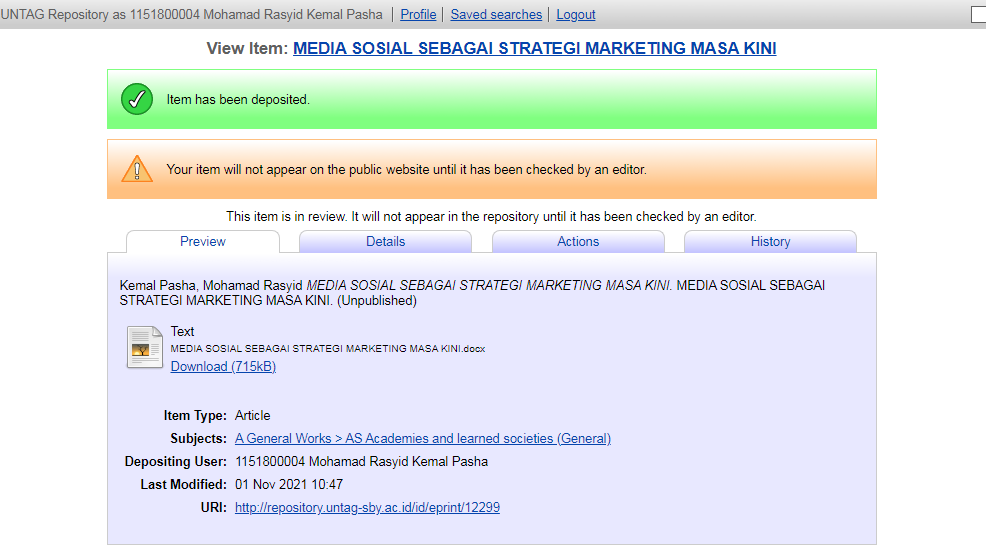 UNTAG Repository as 1151800004 Mohamad Rasyid Kemal Pasha | Profile | Saved searches | Logout
View Item: MEDIA SOSIAL SEBAGAI STRATEGI MARKETING MASA KINI
Item has been deposited.
Your item will not appear on the public website until it has been checked by an editor.
This item is in review. It will not appear in the repository until it has been checked by an editor.
Preview Details Actions History
Kemal Pasha, Mohamad Rasyid MEDIA SOSIAL SEBAGAI STRATEGI MARKETING MASA KINI. MEDIA SOSIAL SEBAGAI
STRATEGI MARKETING MASA KINI. (Unpublished)
Text
MEDIA SOSIAL SEBAGAI STRATEGI MARKETING MASA KINI.docx
Download (715kB)
Item Type: Article
Subjects: A General Works > AS Academies and learned societies (General)
Depositing User: 1151800004 Mohamad Rasyid Kemal Pasha
Last Modified: 01 Nov 2021 10:47
URI: http://repository.untag-sby.ac.id/id/eprint/12299